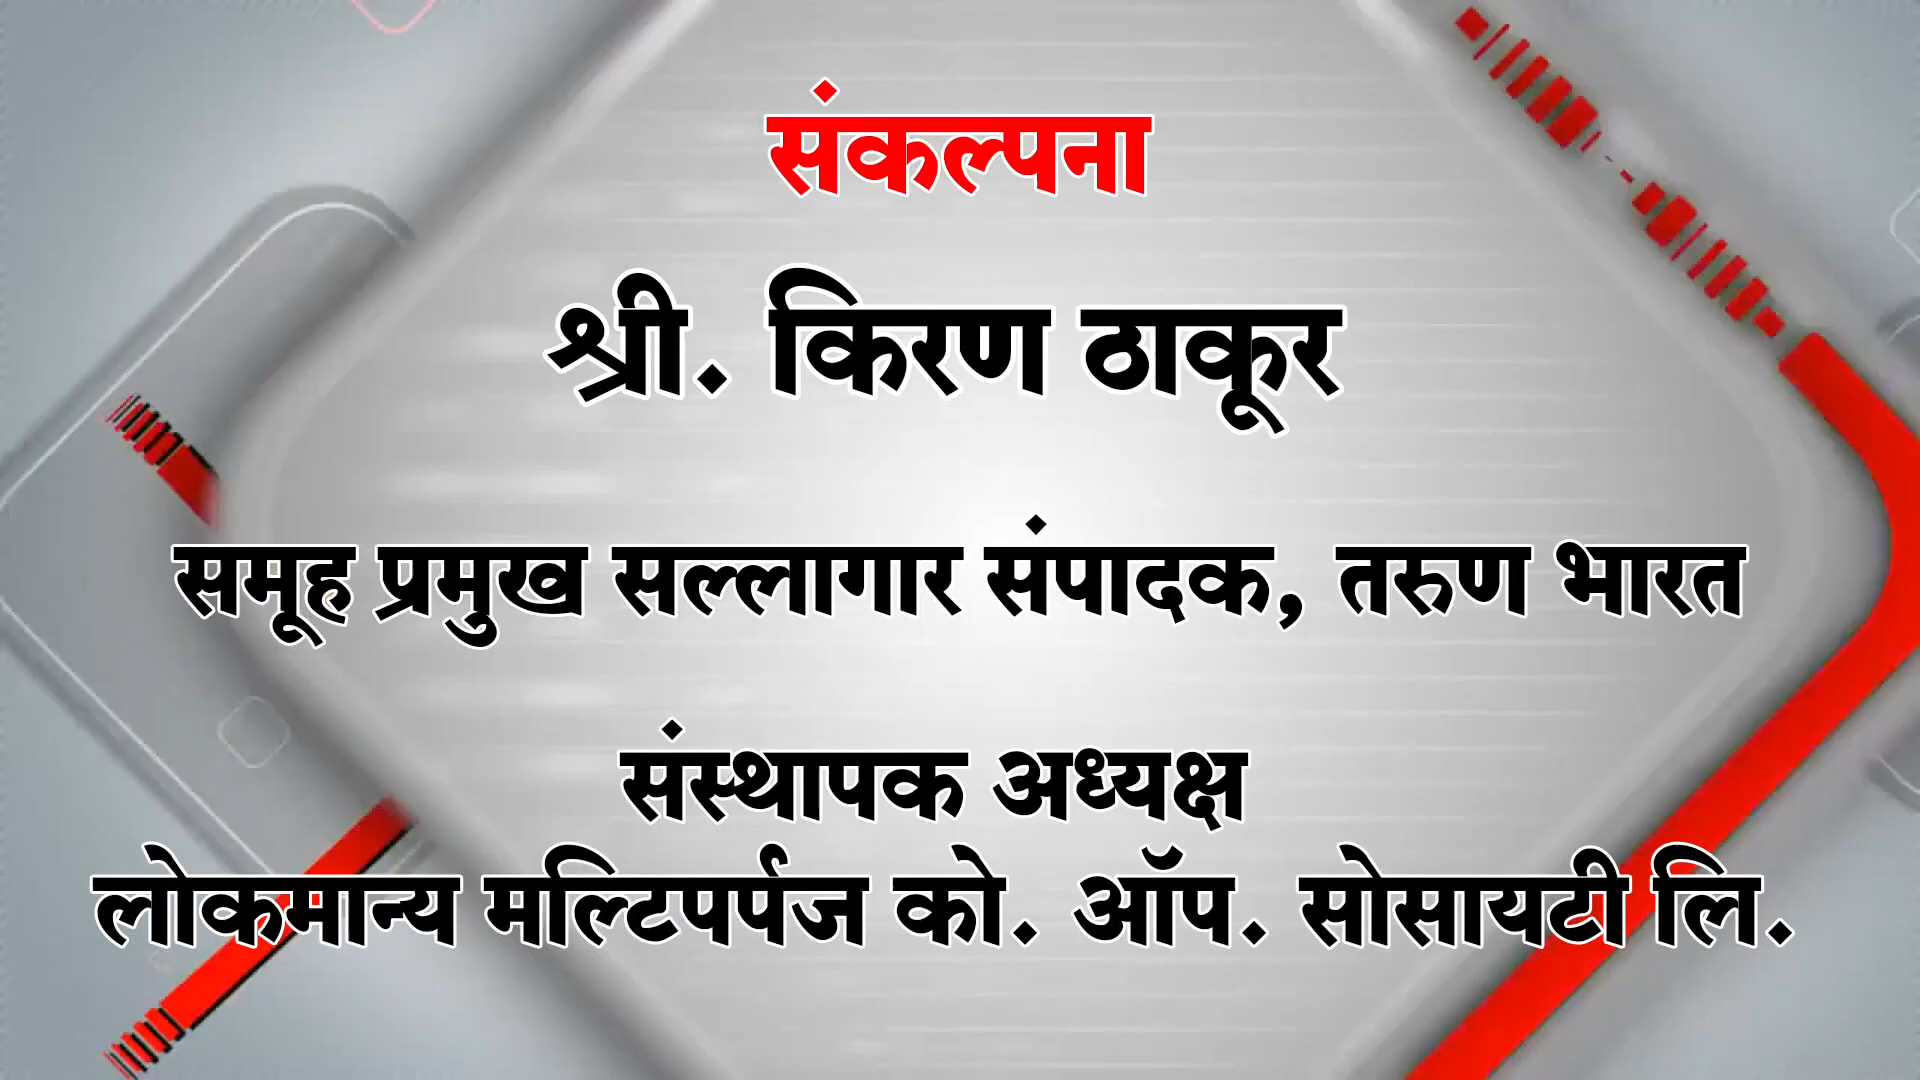 संकल्पना
श्री. किरण ठाकूर
समूह प्रमुख सल्लागार संपादक, तरुण भारत
संस्थापक अध्यक्ष
लोकमान्य मल्टिपर्पज को. ऑप. सोसायटी लि.